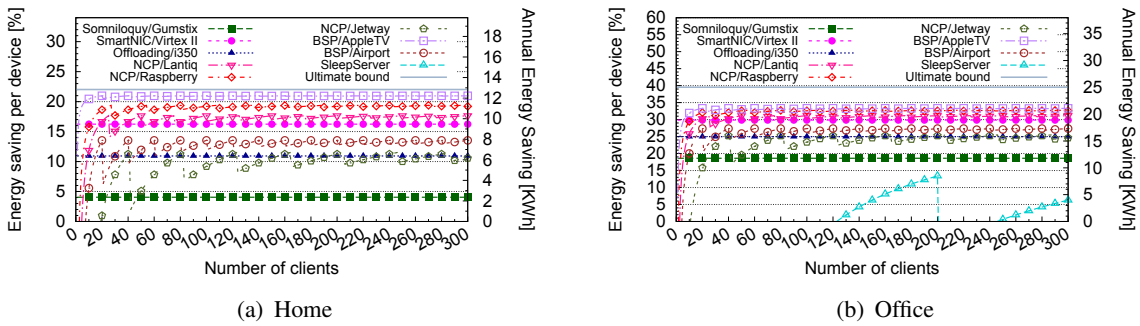 Energy saving per device [%]
30
25
20
15
10
5
0
Somniloquy/Gumstix
SmartNIC/Virtex II
Offloading/i350
NCP/Lantiq
NCP/Raspberry
NCP/Jetway
BSP/AppleTV
BSP/Airport
SleepServer
Ultimate bound
18
16
14
12
10
8
6
4
2
0
Annual Energy Saving [KWh]
0 20 40 60 80 100 120 140 160 180 200 220 240 260 280 300
Number of clients
(a) Home
Energy saving per device [%]
60
55
50
45
40
35
30
25
20
15
10
5
0
Somniloquy/Gumstix
SmartNIC/Virtex II
Offloading/i350
NCP/Lantiq
NCP/Raspberry
NCP/Jetway
BSP/AppleTV
BSP/Airport
SleepServer
Ultimate bound
35
30
25
20
15
10
5
0
Annual Energy Saving [KWh]
0 20 40 60 80 100 120 140 160 180 200 220 240 260 280 300
Number of clients
(b) Office